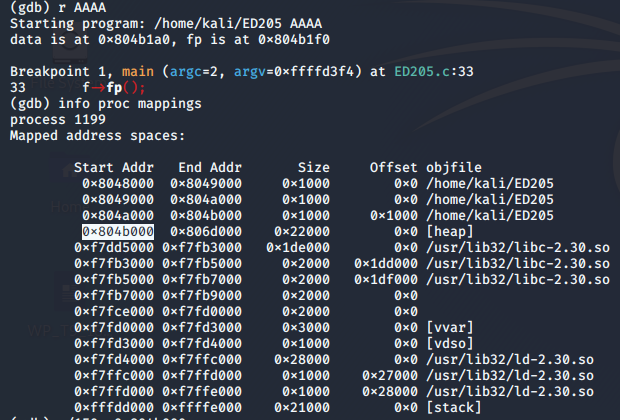 (gdb) r AAAA
Starting program: /home/kali/ED205 AAAA
data is at 0×804b1a0, fp is at 0×804b1f0
Breakpoint 1, main (argc=2, argv=0×ffffd3f4) at ED205.c:33
33 f→fp();
(gdb) info proc mappings
process 1199
Mapped address spaces:
Start Addr End Addr Size Offset objfile
0×8048000 0×8049000 0×1000 0×0 /home/kali/ED205
0×8049000 0×804a000 0×1000 0×0 /home/kali/ED205
0×804a000 0×804b000 0×1000 0×1000 /home/kali/ED205
0×804b000 0×806d000 0×22000 0×0 [heap]
0×f7dd5000 0×f7fb3000 0×1de000 0×0 /usr/lib32/libc-2.30.so
0×f7fb3000 0×f7fb5000 0×2000 0×1dd000 /usr/lib32/libc-2.30.so
0×f7fb5000 0×f7fb7000 0×2000 0×1df000 /usr/lib32/libc-2.30.so
0×f7fb7000 0×f7fb9000 0×2000 0×0
0×f7fce000 0×f7fd0000 0×2000 0×0
0×f7fd0000 0×f7fd3000 0×3000 0×0 [vvar]
0×f7fd3000 0×f7fd4000 0×1000 0×0 [vdso]
0×f7fd4000 0×f7ffc000 0×28000 0×0 /usr/lib32/ld-2.30.so
0×f7ffc000 0×f7ffd000 0×1000 0×27000 /usr/lib32/ld-2.30.so
0×f7ffd000 0×f7ffe000 0×1000 0×28000 /usr/lib32/ld-2.30.so
0×fffdd000 0×ffffe000 0×21000 0×0 [stack]